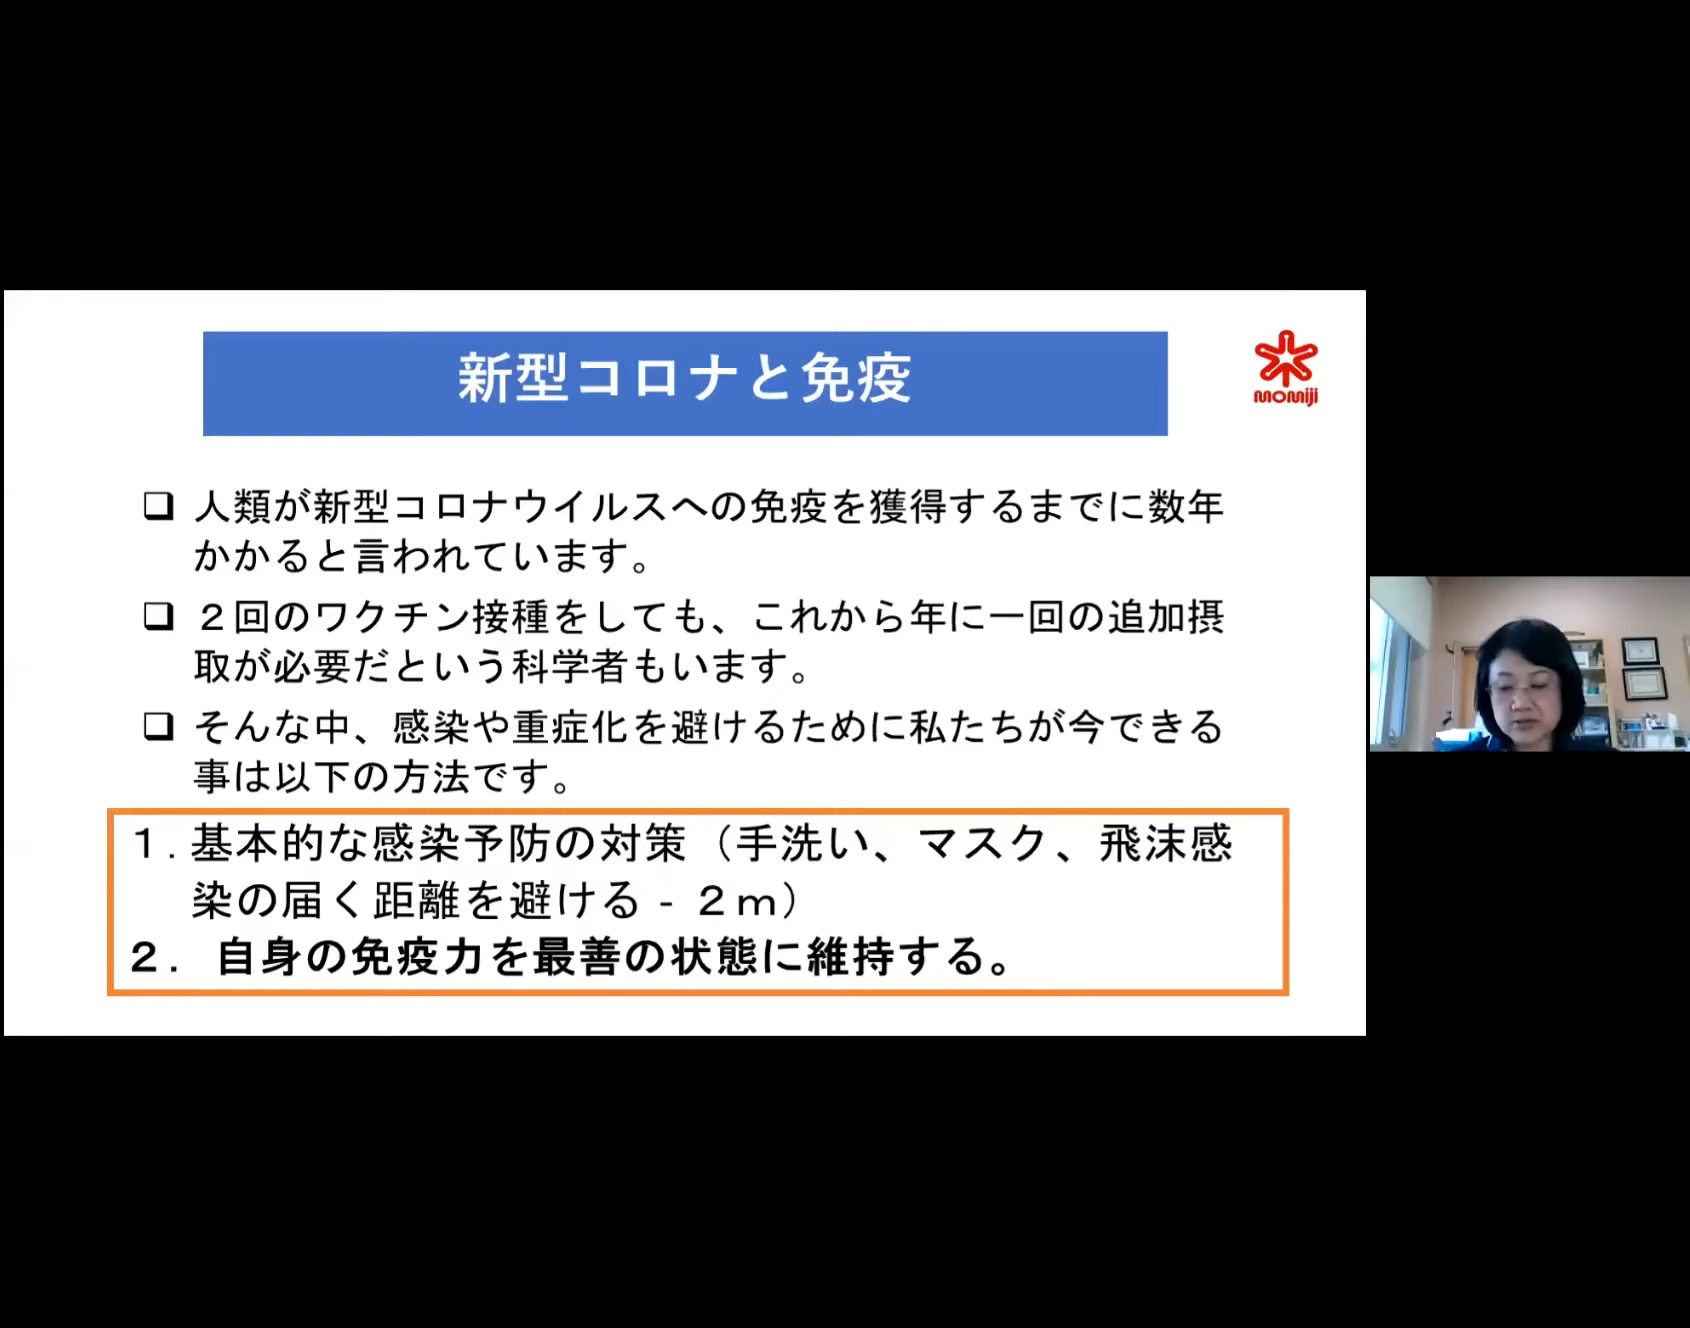 新型コロナと免疫
momiji
❑ 人類が新型コロナウイルスへの免疫を獲得するまでに数年
かかると言われています。
❑ ２回のワクチン接種をしても、これから年に一回の追加摂
取が必要だという科学者もいます。
❑ そんな中、感染や重症化を避けるために私たちが今できる
事は以下の方法です。
１. 基本的な感染予防の対策（手洗い、マスク、飛沫感
染の届く距離を避ける - ２ｍ）
２. 自身の免疫力を最善の状態に維持する。